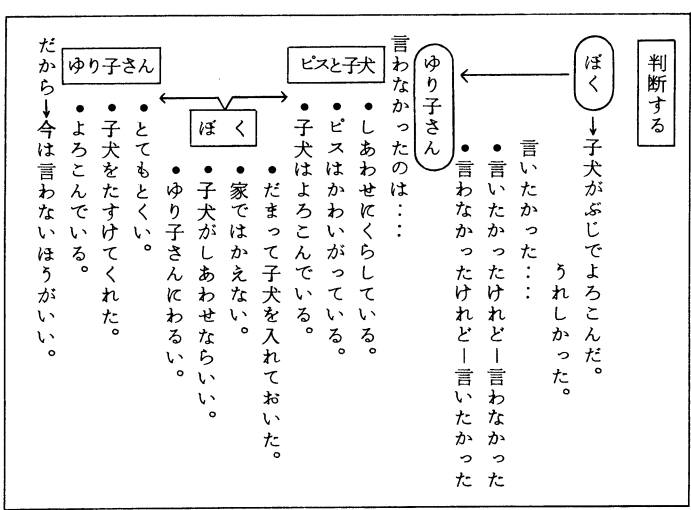 判断する
ぼく→子犬がぶじでよろこんだ。
うれしかった。
言いたかった‥‥
●言いたかったけれど―言わなかった
●言わなかったけれど―言いたかった
ゆり子さん
言わなかったのは‥‥
ピスと子犬
●しあわせにくらしている。
●ピスはかわいがっている。
●子犬はよろこんでいる。
ぼく
●だまって子犬を入れておいた。
●家ではかえない。
●子犬がしあわせならいい。
●ゆり子さんにわるい。
ゆり子さん
●とてもとくい。
●子犬をたすけてくれた。
●よろこんでいる。
だから→今は言わないほうがいい。